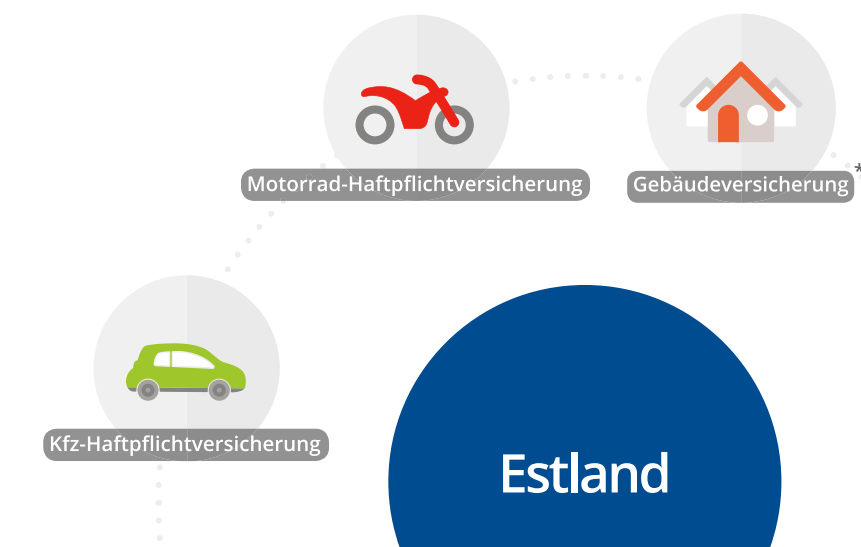 Motorrad-Haftpflichtversicherung
Gebäudeversicherung
*
Kfz-Haftpflichtversicherung
Estland